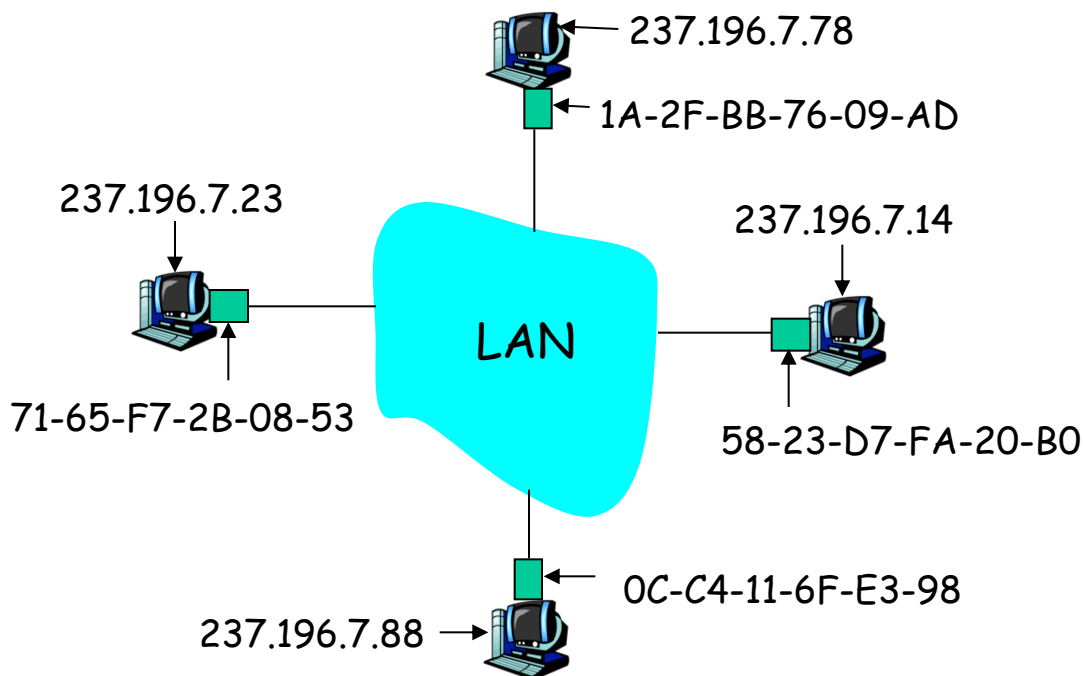 237.196.7.78
1A-2F-BB-76-09-AD
237.196.7.23
237.196.7.14
LAN
71-65-F7-2B-08-53
58-23-D7-FA-20-B0
0C-C4-11-6F-E3-98
237.196.7.88